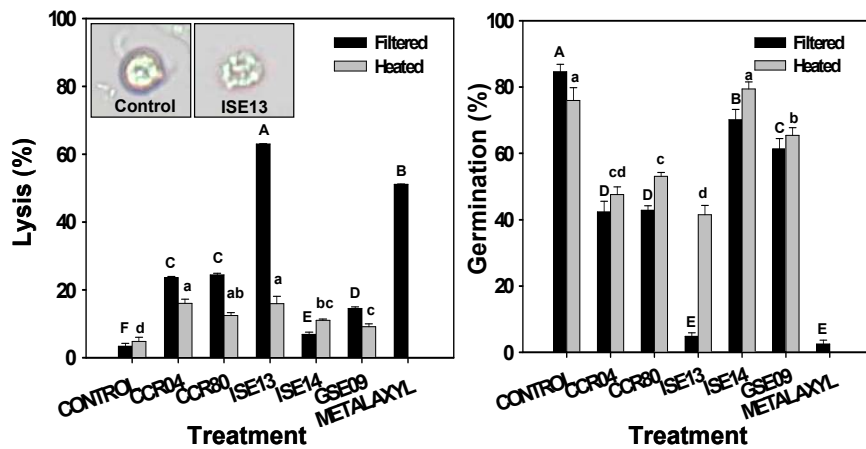 100
80
60
40
20
0
Lysis (%)
Control
ISE13
Filtered
Heated
F d
C a
C ab
A a
E bc
D c
B
CONTROL
CCR04
CCR80
ISE13
ISE14
GSE09
METALAXYL
Treatment
100
80
60
40
20
0
Germination (%)
Filtered
Heated
A a
D cd
D c
E d
B a
C b
E
CONTROL
CCR04
CCR80
ISE13
ISE14
GSE09
METALAXYL
Treatment